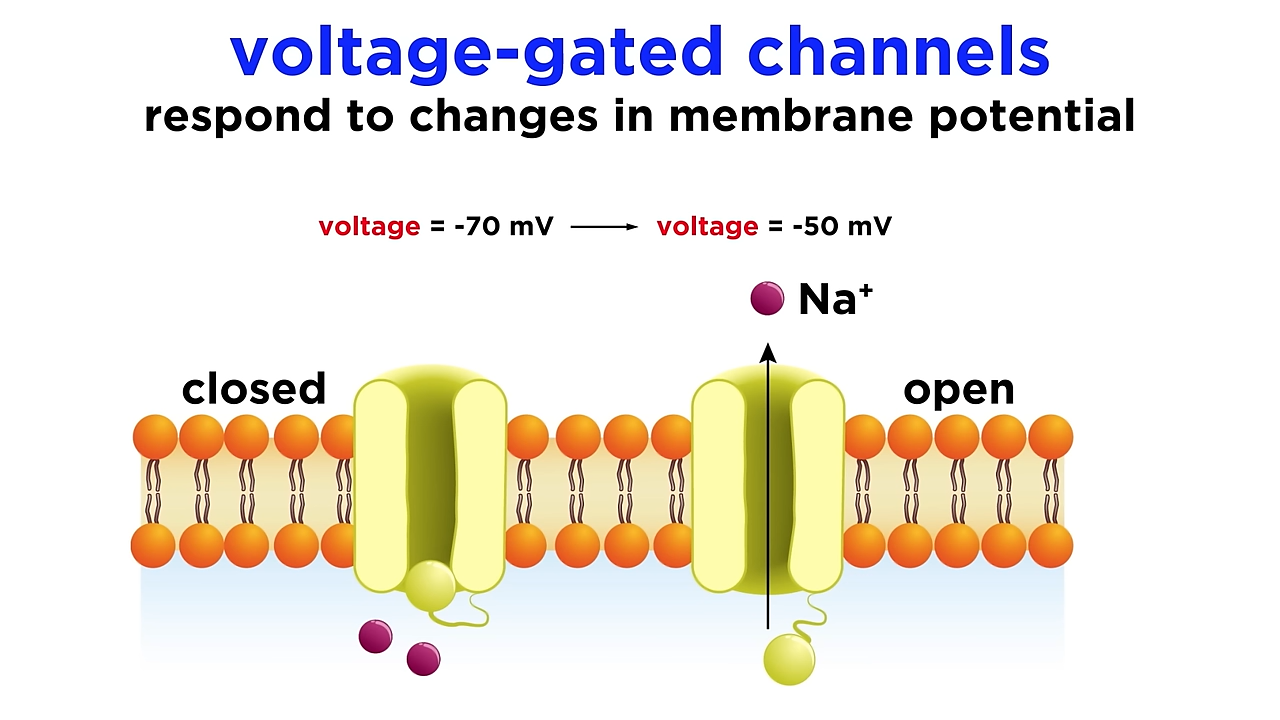 voltage-gated channels
respond to changes in membrane potential
voltage = -70 mV → voltage = -50 mV
Na⁺
closed
open